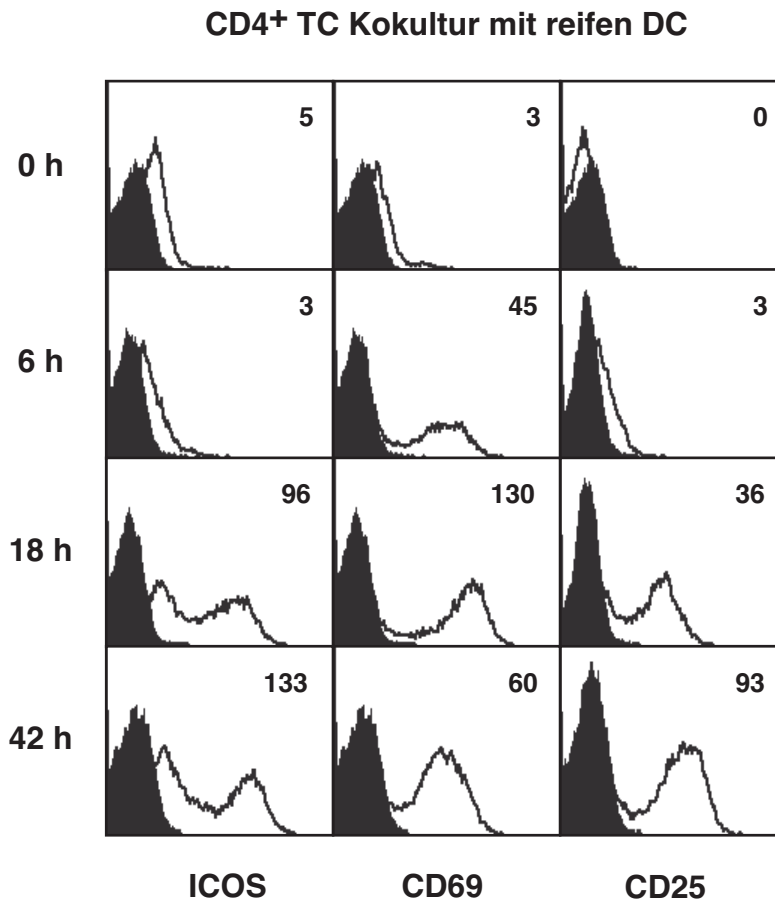 CD4+ TC Kokultur mit reifen DC
0 h 5 3 0
6 h 3 45 3
18 h 96 130 36
42 h 133 60 93
ICOS CD69 CD25